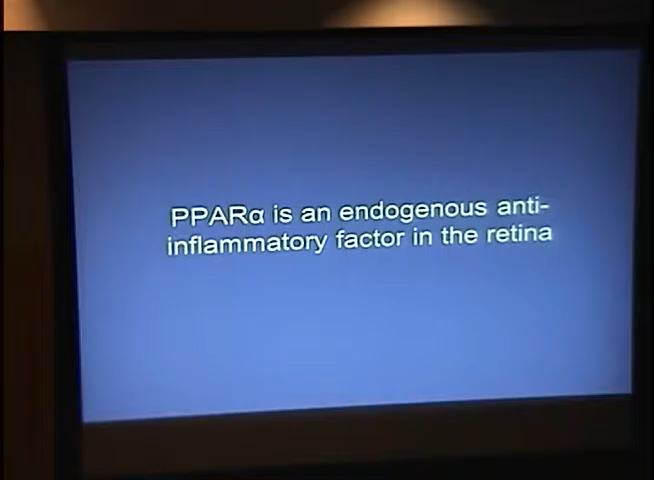 PPARα is an endogenous anti-
inflammatory factor in the retina